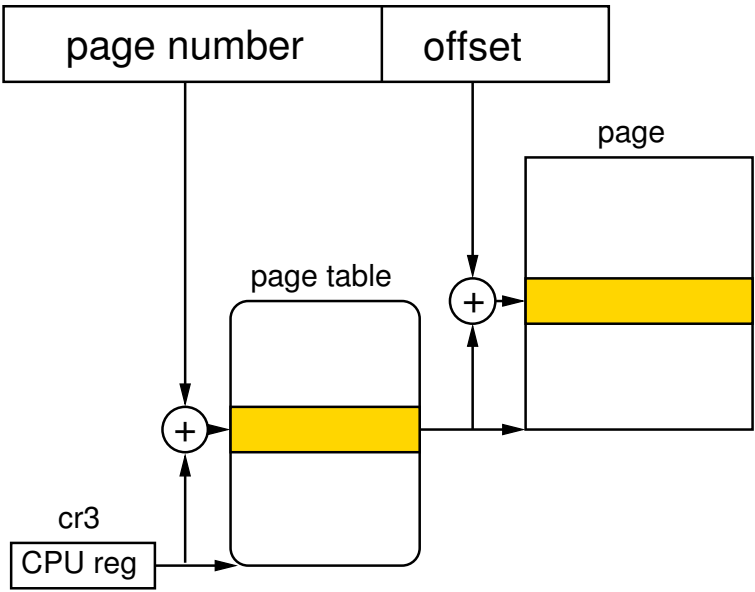 page number offset
page
page table
+
+
cr3
CPU reg